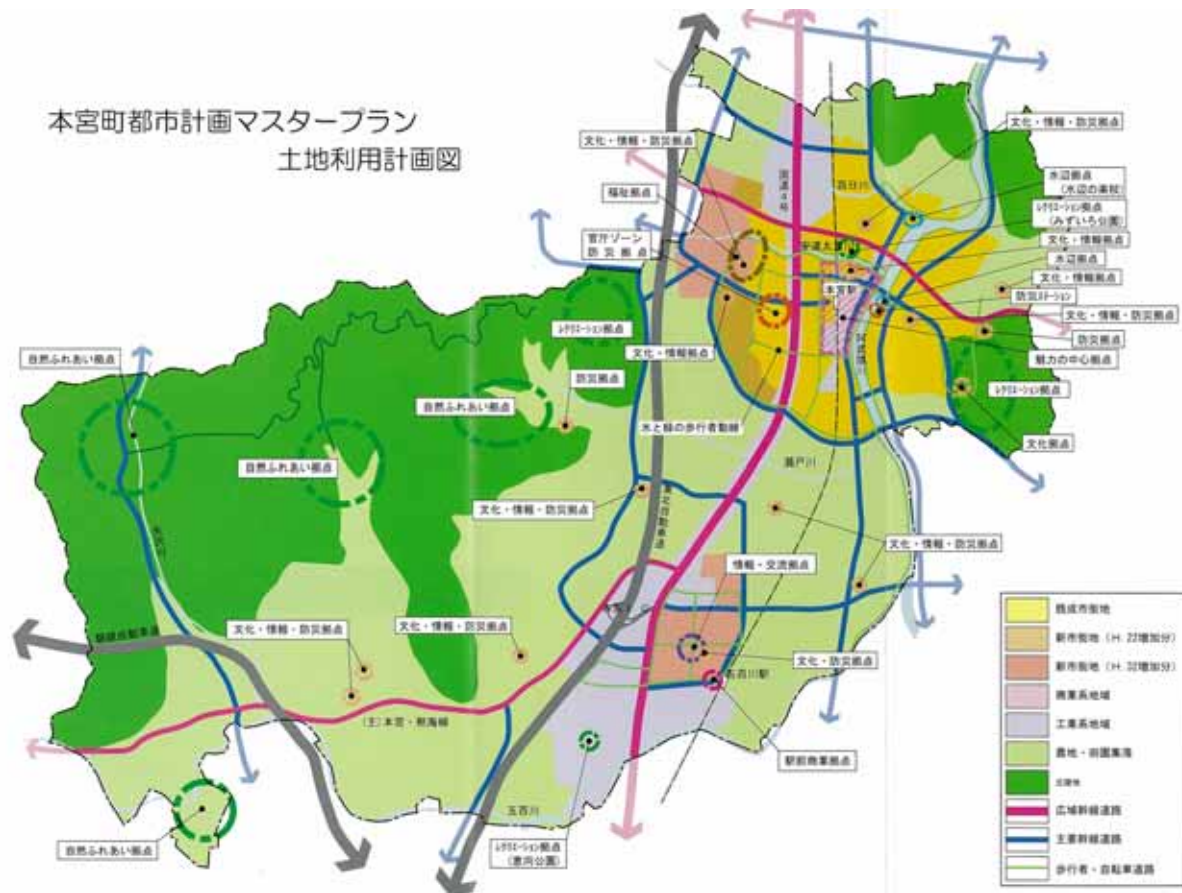 本宮町都市計画マスタープラン
土地利用計画図
文化・情報・防災拠点
福祉拠点
官庁ゾーン
防災拠点
国道4号
百日川
安達太良川
本宮駅
阿武隈川
文化・情報・防災拠点
水辺拠点
(水辺の楽校)
レクリエーション拠点
(みずいろ公園)
文化・情報拠点
水辺拠点
文化・情報拠点
防災ステーション
文化・情報・防災拠点
防災拠点
魅力の中心拠点
レクリエーション拠点
文化拠点
レクリエーション拠点
文化・情報拠点
防災拠点
自然ふれあい拠点
自然ふれあい拠点
自然ふれあい拠点
水と緑の歩行者動線
瀬戸川
東北自動車道
文化・情報・防災拠点
文化・情報・防災拠点
情報・交流拠点
文化・情報・防災拠点
文化・情報・防災拠点
文化・防災拠点
五百川駅
磐越自動車道
(主)本宮・熱海線
駅前商業拠点
五百川
レクリエーション拠点
(恵向公園)
自然ふれあい拠点
既成市街地
新市街地(H.22増加分)
新市街地(H.32増加分)
商業系地域
工業系地域
農地・田園集落
丘陵地
広域幹線道路
主要幹線道路
歩行者・自転車道路